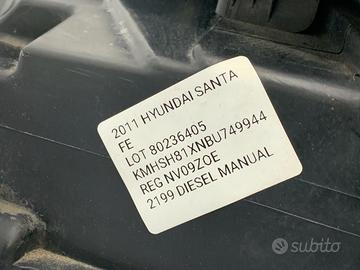 2011 HYUNDAI SANTA
FE
LOT 80236405
KMHSH81XNBU749944
REG NV09ZOE
2199 DIESEL MANUAL
subito